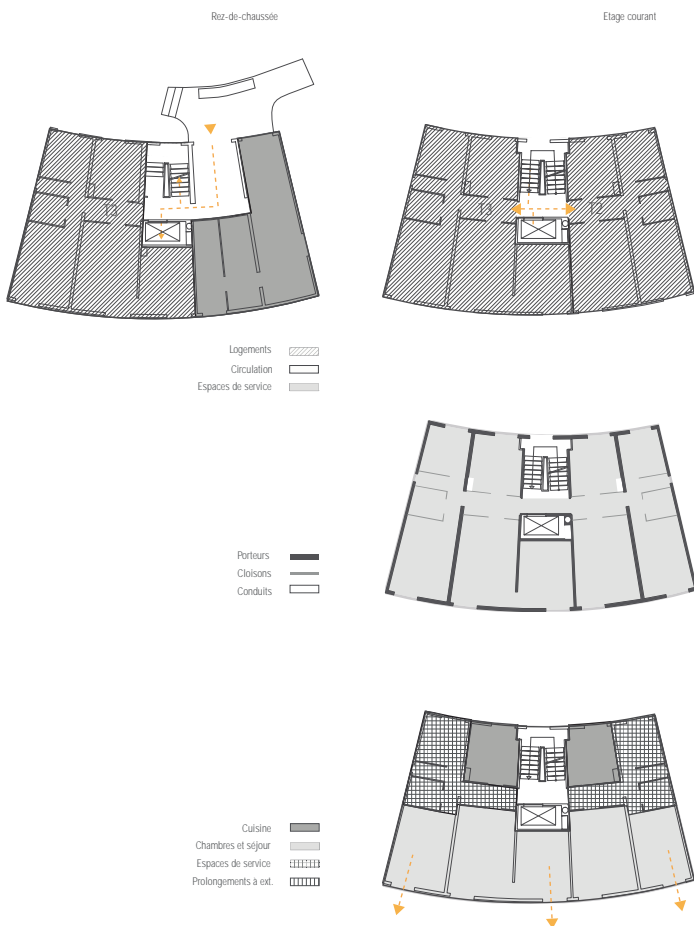 Rez-de-chaussée
Etage courant
T3
T3
T2
Logements
Circulation
Espaces de service
Porteurs
Cloisons
Conduits
Cuisine
Chambres et séjour
Espaces de service
Prolongements à ext.